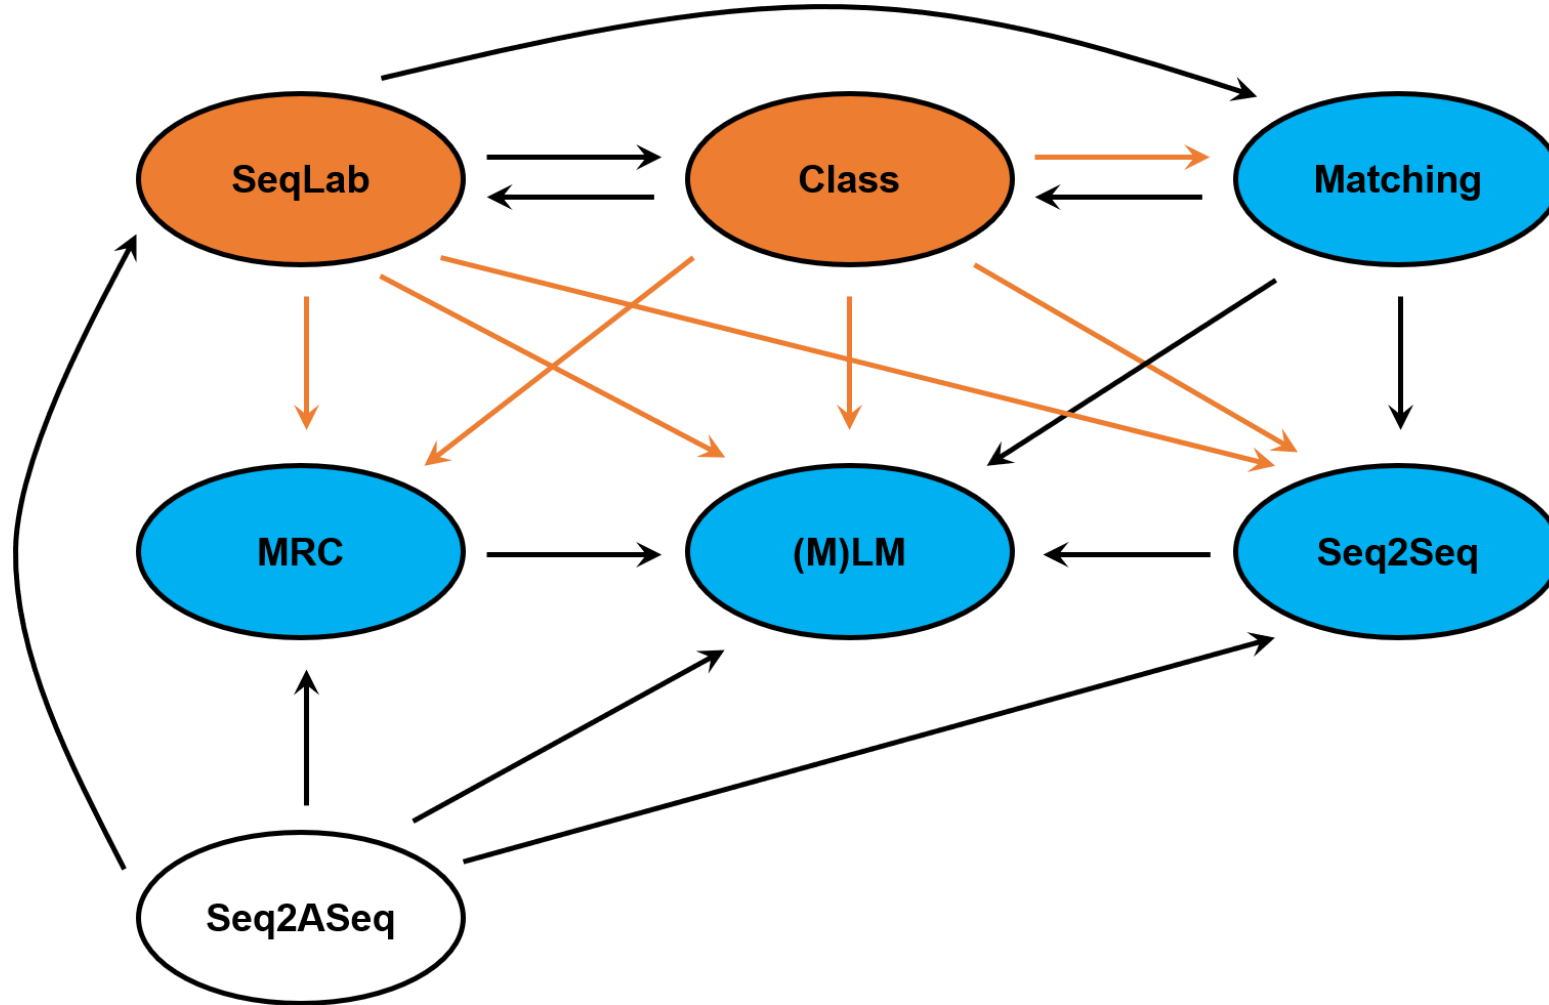 SeqLab
Class
Matching
MRC
(M)LM
Seq2Seq
Seq2ASeq